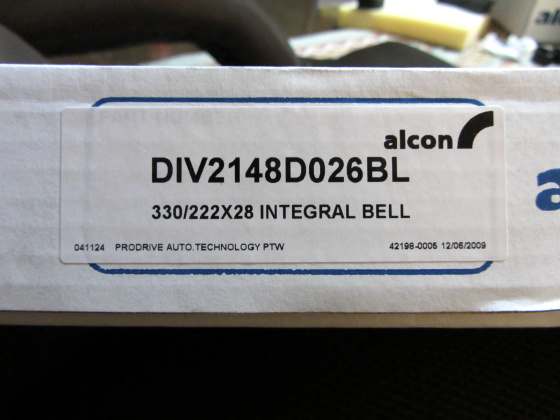 alcon
DIV2148D026BL
330/222X28 INTEGRAL BELL
041124 PRODRIVE AUTO.TECHNOLOGY PTW 42198-0005 12/06/2009